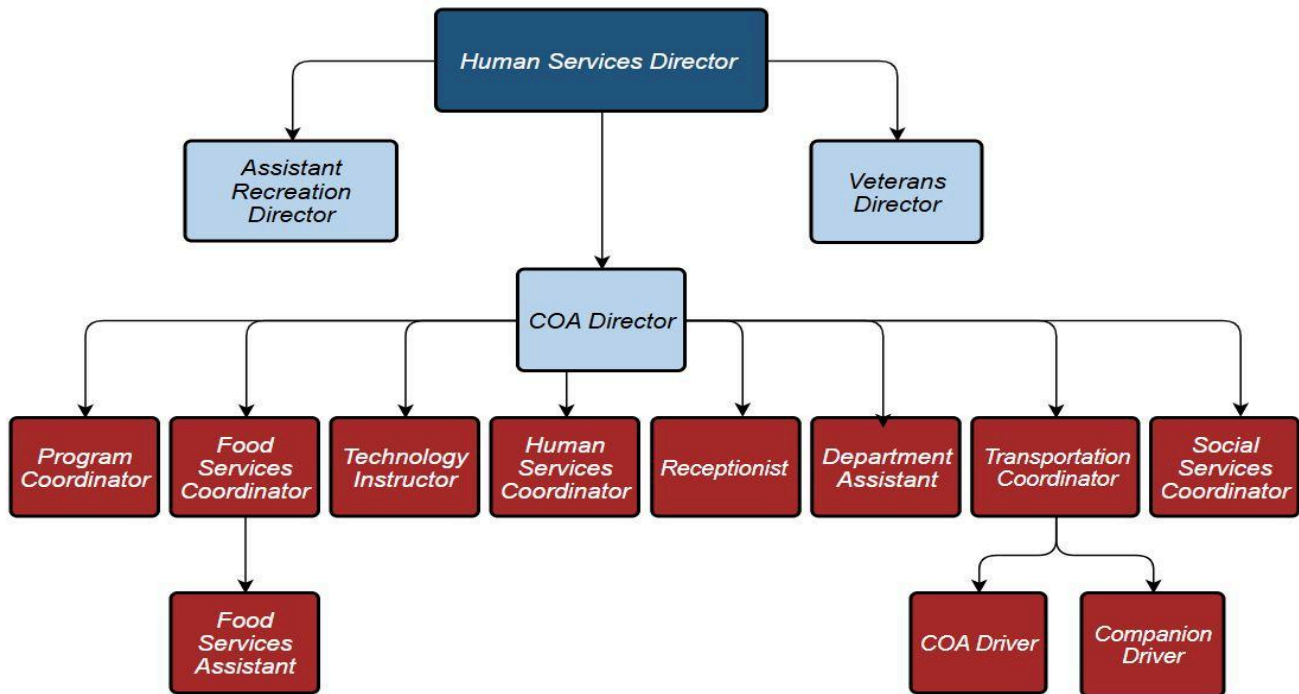 Human Services Director
Assistant
Recreation
Director
Veterans
Director
COA Director
Program
Coordinator
Food
Services
Coordinator
Technology
Instructor
Human
Services
Coordinator
Receptionist
Department
Assistant
Transportation
Coordinator
Social
Services
Coordinator
Food
Services
Assistant
COA Driver
Companion
Driver